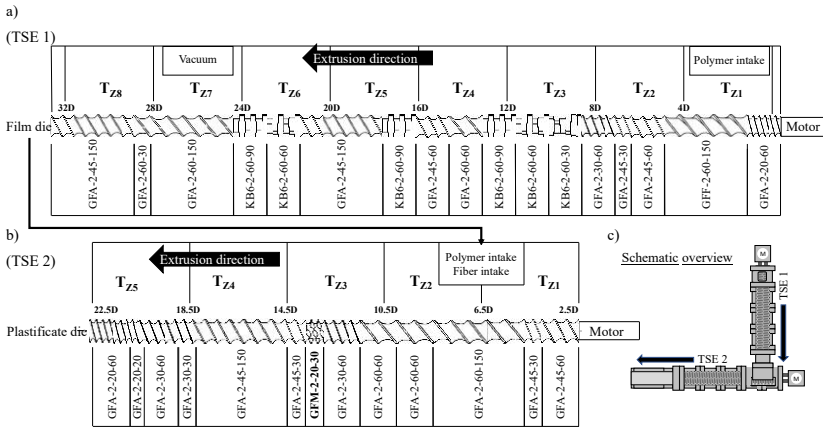 a)
(TSE 1)
Vacuum
Extrusion direction
Polymer intake
TZ8
TZ7
TZ6
TZ5
TZ4
TZ3
TZ2
TZ1
32D
28D
24D
20D
16D
12D
8D
4D
Film die
Motor
GFA-2-45-150
GFA-2-60-30
GFA-2-60-150
KB6-2-60-90
KB6-2-60-60
GFA-2-45-150
KB6-2-60-90
GFA-2-45-60
GFA-2-60-60
KB6-2-60-90
KB6-2-60-60
KB6-2-60-30
GFA-2-30-60
GFA-2-45-30
GFA-2-45-60
GFF-2-60-150
GFA-2-20-60
b)
(TSE 2)
Extrusion direction
Polymer intake
Fiber intake
TZ5
TZ4
TZ3
TZ2
TZ1
22.5D
18.5D
14.5D
10.5D
6.5D
2.5D
Plastificate die
Motor
GFA-2-20-60
GFA-2-20-20
GFA-2-30-60
GFA-2-30-30
GFA-2-45-150
GFA-2-45-30
GFM-2-20-30
GFA-2-30-60
GFA-2-60-60
GFA-2-60-60
GFA-2-60-150
GFA-2-45-30
GFA-2-45-60
c)
Schematic overview
M
TSE 1
TSE 2
M